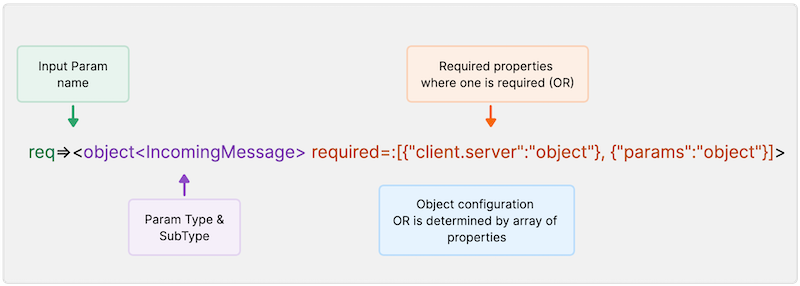 Input Param
name
Required properties
where one is required (OR)
req=><object<IncomingMessage> required=:[{"client.server":"object"}, {"params":"object"}]>
Param Type &
SubType
Object configuration
OR is determined by array of
properties